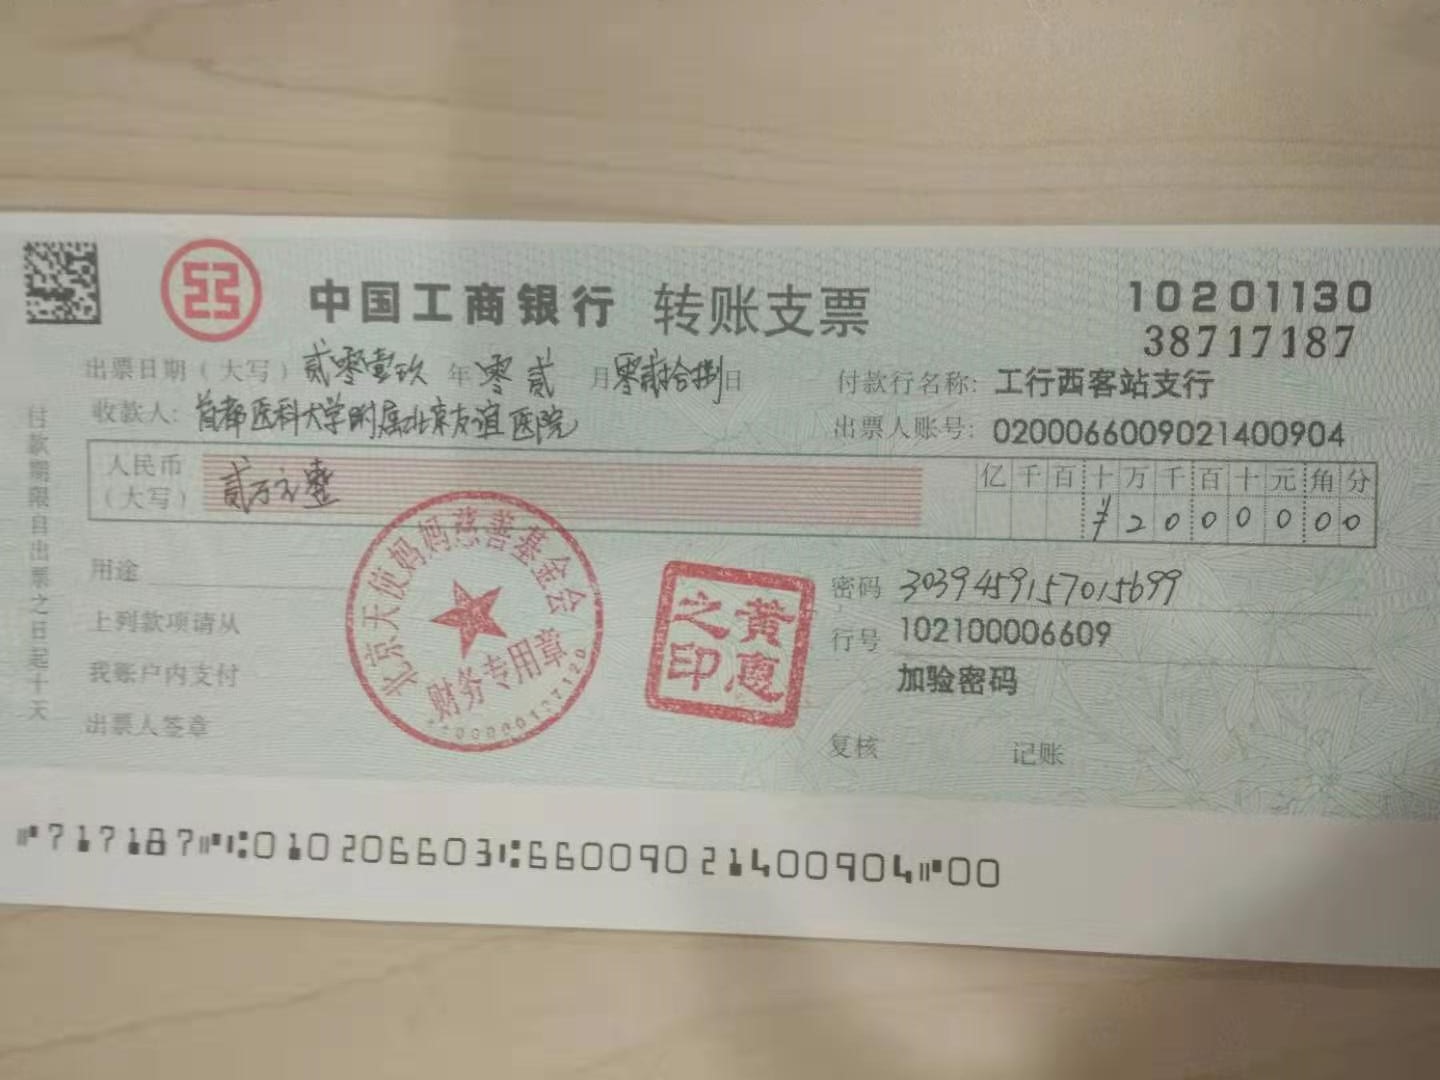 中国工商银行 转账支票 10201130
38717187
出票日期（大写）贰零壹玖 年 零贰 月 零贰拾捌 日
付款行名称: 工行西客站支行
收款人: 首都医科大学附属北京友谊医院
出票人账号: 0200066009021400904
付款期限自出票之日起十天
人民币
（大写）
贰万元整
亿 千 百 十 万 千 百 十 元 角 分
¥ 2 0 0 0 0 0 0
用途
密码 3039459157015699
上列款项请从
行号 102100006609
我账户内支付
加验密码
出票人签章
复核 记账
北京天使妈妈慈善基金会
财务专用章
黄惠之印
⑈717187⑈⑆010206603⑆66009021400904⑈00